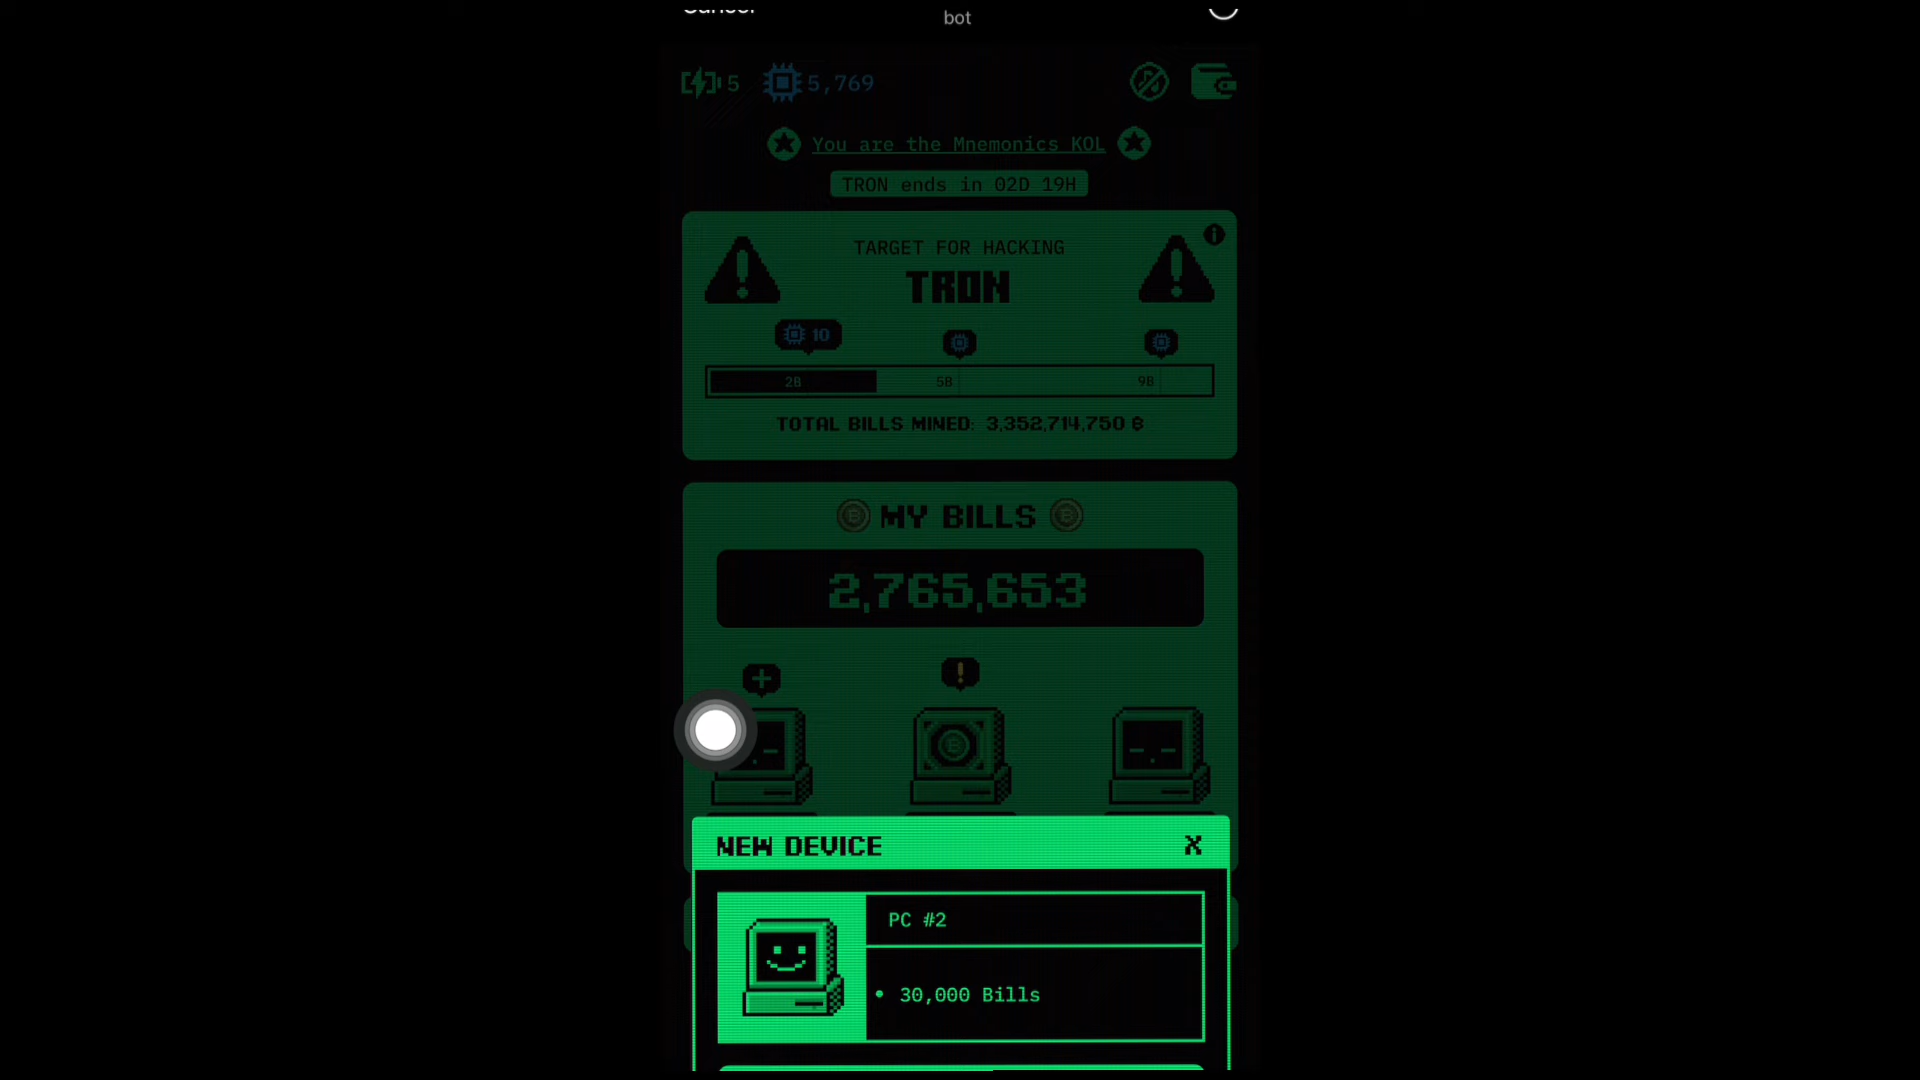 Cancel
bot
5
5,769
You are the Mnemonics KOL
TRON ends in 02D 19H
TARGET FOR HACKING
TRON
10
2B
5B
9B
TOTAL BILLS MINED: 3,352,714,750 ₿
MY BILLS
2,765,653
NEW DEVICE
X
PC #2
• 30,000 Bills